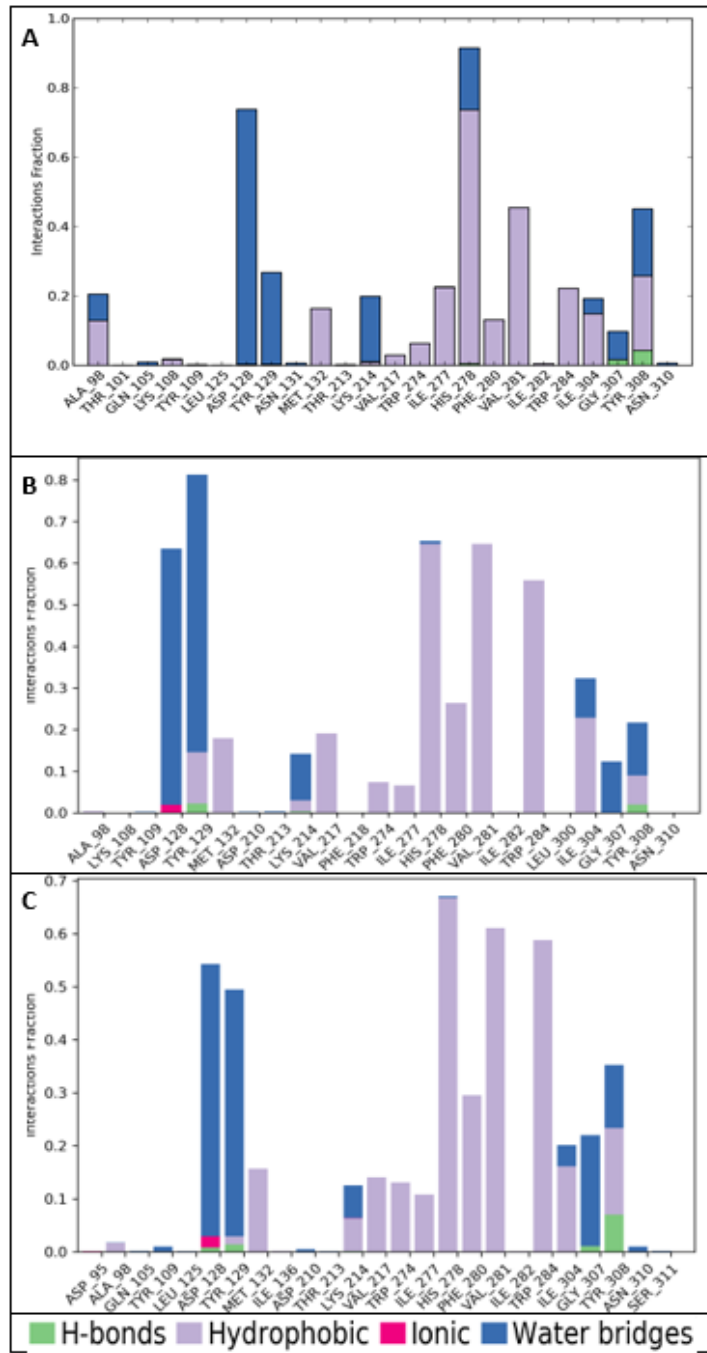 A
Interactions Fraction
1.0
0.8
0.6
0.4
0.2
0.0
ALA_98
THR_101
GLN_105
LYS_108
TYR_109
LEU_125
ASP_128
TYR_129
ASN_131
MET_132
THR_213
LYS_214
VAL_217
TRP_274
ILE_277
HIS_278
PHE_280
VAL_281
ILE_282
TRP_284
ILE_304
GLY_307
TYR_308
ASN_310
B
Interactions Fraction
0.8
0.7
0.6
0.5
0.4
0.3
0.2
0.1
0.0
ALA_98
LYS_108
TYR_109
ASP_128
TYR_129
MET_132
ASP_210
THR_213
LYS_214
VAL_217
PHE_218
TRP_274
ILE_277
HIS_278
PHE_280
VAL_281
ILE_282
TRP_284
LEU_300
ILE_304
GLY_307
TYR_308
ASN_310
C
Interactions Fraction
0.7
0.6
0.5
0.4
0.3
0.2
0.1
0.0
ASP_95
ALA_98
GLN_105
TYR_109
LEU_125
ASP_128
TYR_129
MET_132
ILE_136
ASP_210
THR_213
LYS_214
VAL_217
TRP_274
ILE_277
HIS_278
PHE_280
VAL_281
ILE_282
TRP_284
ILE_304
GLY_307
TYR_308
ASN_310
SER_311
H-bonds Hydrophobic Ionic Water bridges